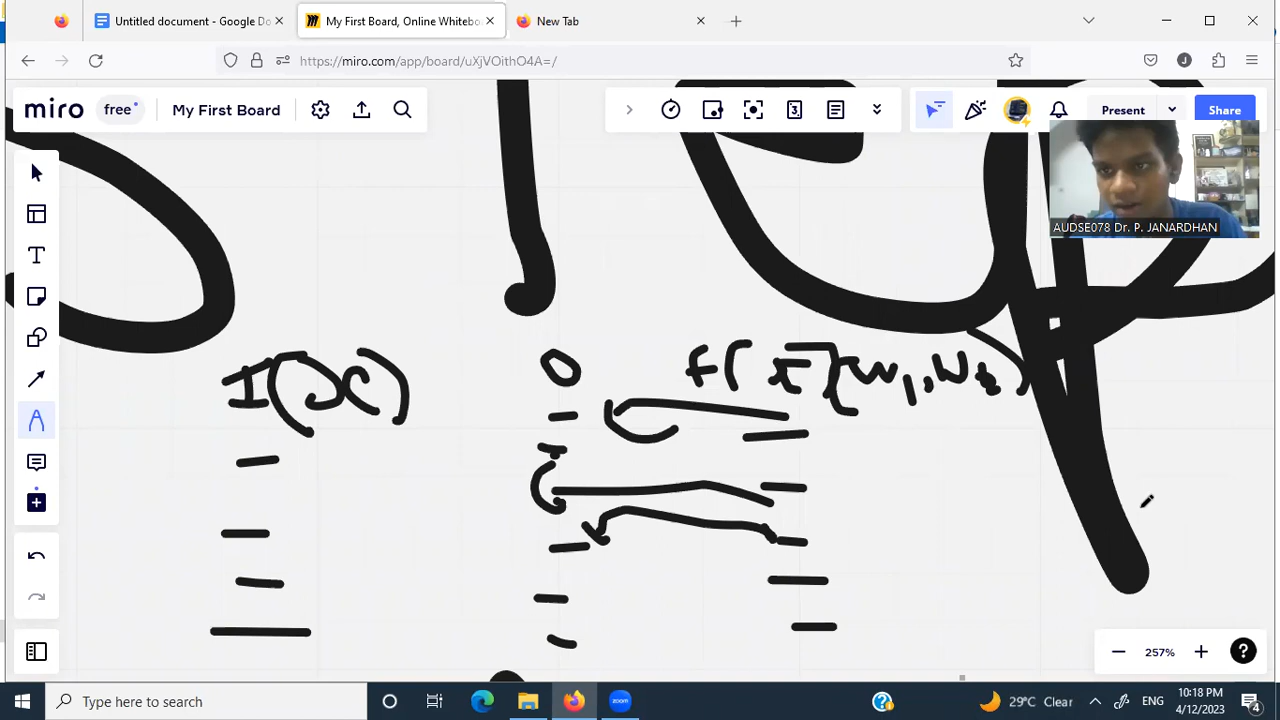 Untitled document - Google Do
My First Board, Online Whitebo
New Tab
https://miro.com/app/board/uXjVOithO4A=/
miro
free
My First Board
Present
Share
AUDSE078 Dr. P. JANARDHAN
I(x)
O
f(x)(w1,w2)
257%
Type here to search
29°C Clear
ENG
10:18 PM
4/12/2023
4